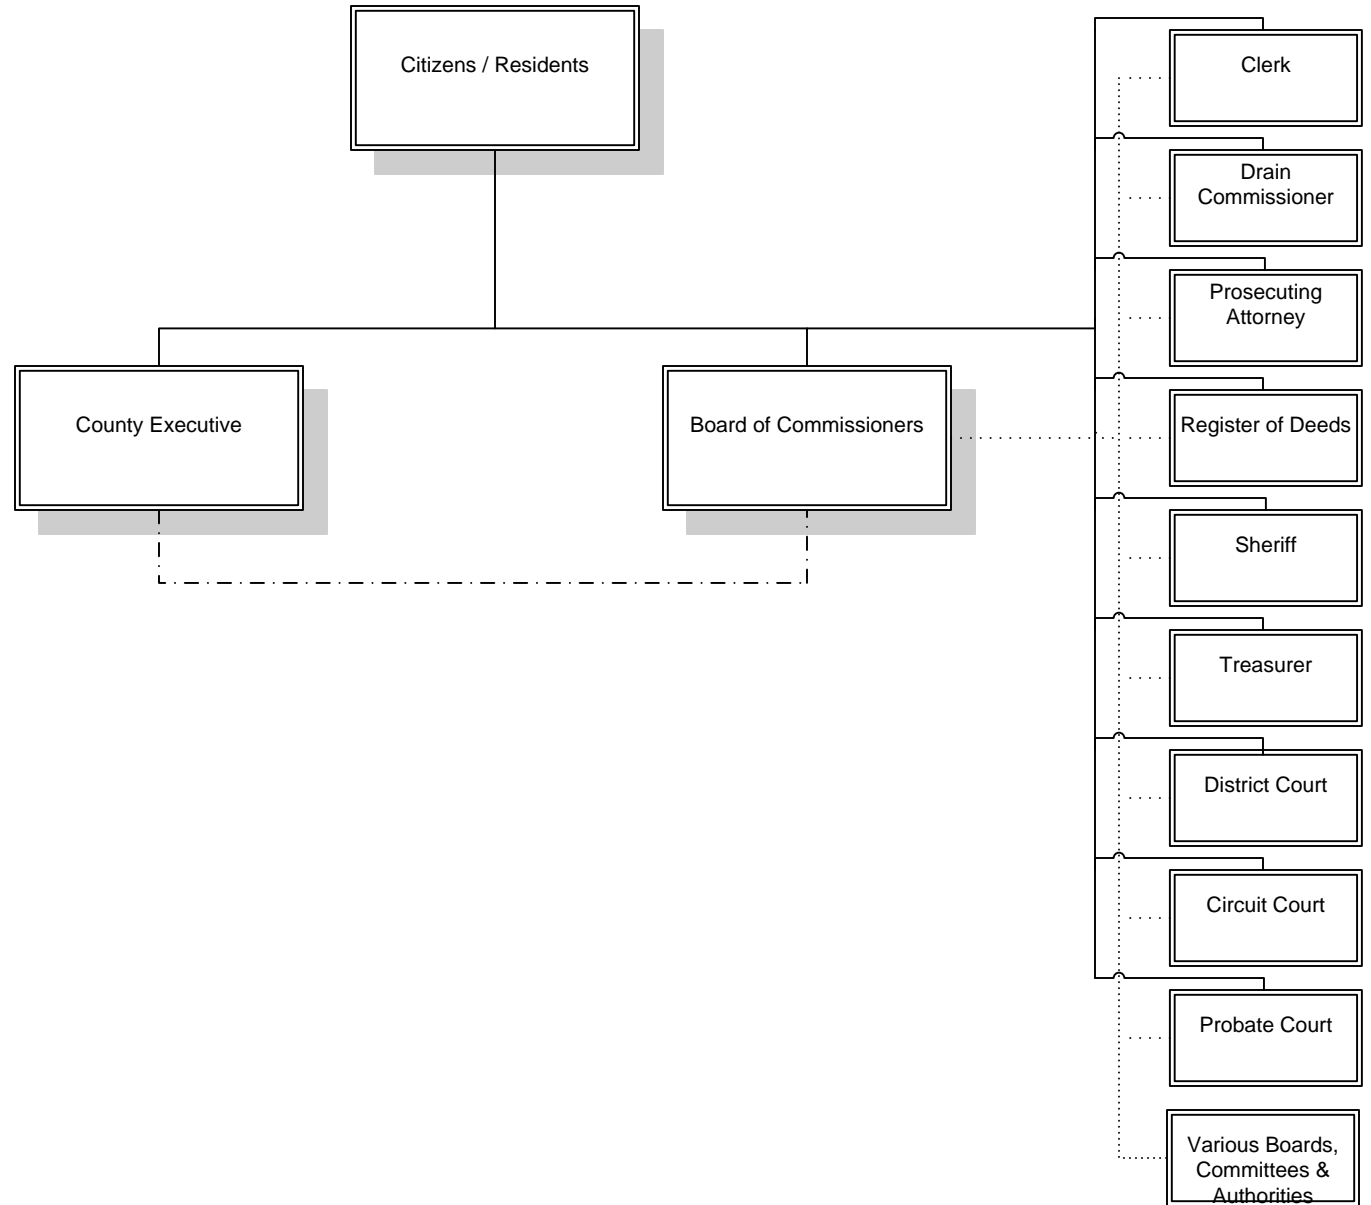 Citizens / Residents
County Executive
Board of Commissioners
Clerk
Drain
Commissioner
Prosecuting
Attorney
Register of Deeds
Sheriff
Treasurer
District Court
Circuit Court
Probate Court
Various Boards,
Committees &
Authorities